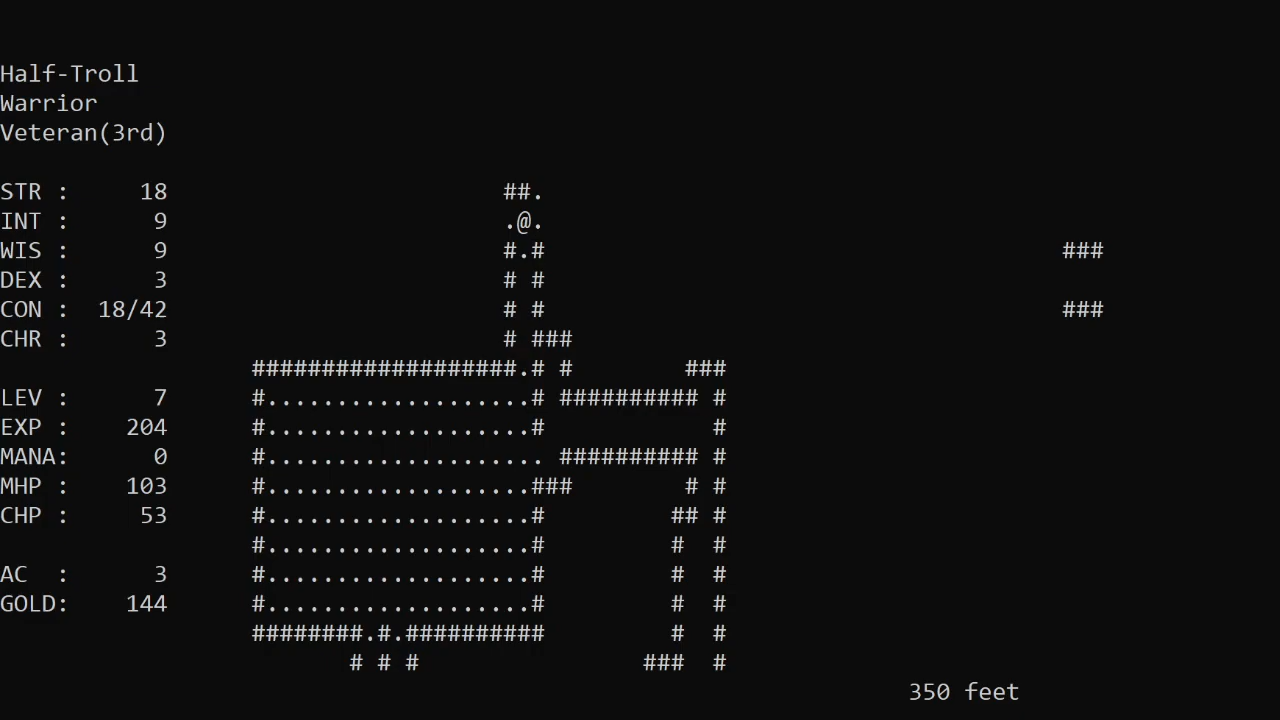 Half-Troll
Warrior
Veteran(3rd)
STR :     18                        ##.
INT :      9                        .@.
WIS :      9                        #.#                                     ###
DEX :      3                        # #
CON :  18/42                        # #                                     ###
CHR :      3                        # ###
                  ###################.# #        ###
LEV :      7      #...................# ########## #
EXP :    204      #...................#            #
MANA:      0      #.................... ########## #
MHP :    103      #...................###        # #
CHP :     53      #...................#         ## #
                  #...................#         #  #
AC  :      3      #...................#         #  #
GOLD:    144      #...................#         #  #
                  ########.#.##########         #  #
                         # # #                ###  #
                                                                 350 feet